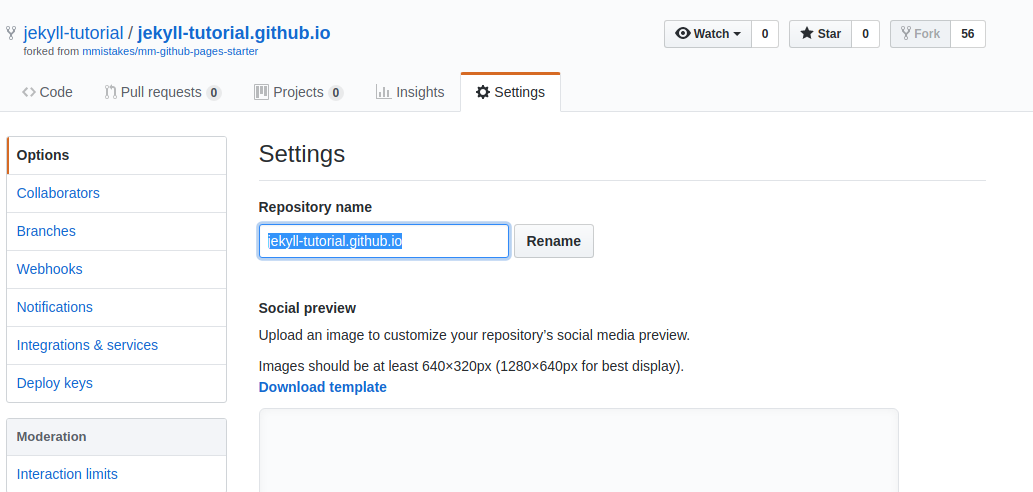 jekyll-tutorial / jekyll-tutorial.github.io
forked from mmistakes/mm-github-pages-starter
Watch 0 Star 0 Fork 56
Code Pull requests 0 Projects 0 Insights Settings
Options
Collaborators
Branches
Webhooks
Notifications
Integrations & services
Deploy keys
Moderation
Interaction limits
Settings
Repository name
jekyll-tutorial.github.io Rename
Social preview
Upload an image to customize your repository’s social media preview.
Images should be at least 640×320px (1280×640px for best display).
Download template